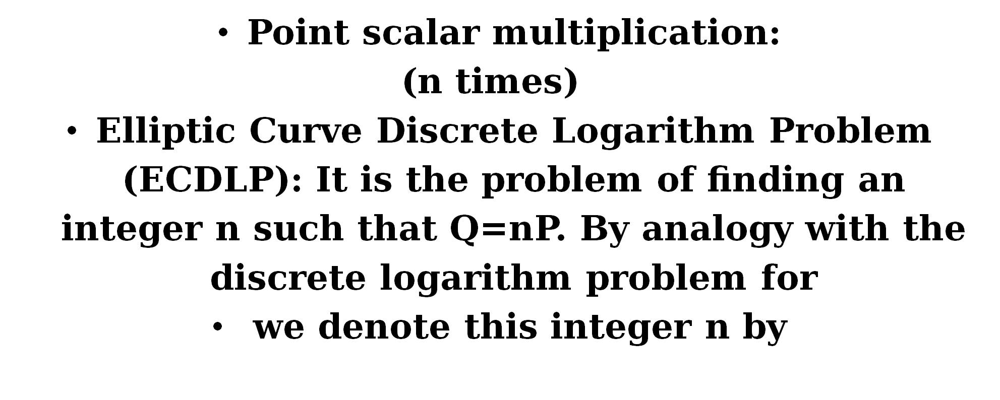 • Point scalar multiplication:
(n times)
• Elliptic Curve Discrete Logarithm Problem
(ECDLP): It is the problem of finding an
integer n such that Q=nP. By analogy with the
discrete logarithm problem for
• we denote this integer n by